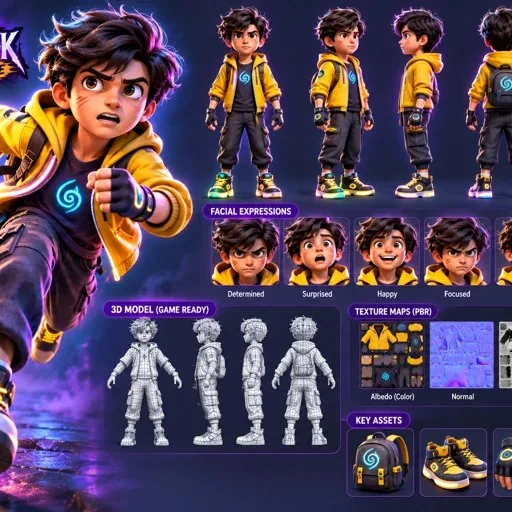 K
FACIAL EXPRESSIONS
Determined
Surprised
Happy
Focused
3D MODEL (GAME READY)
TEXTURE MAPS (PBR)
Albedo (Color)
Normal
KEY ASSETS